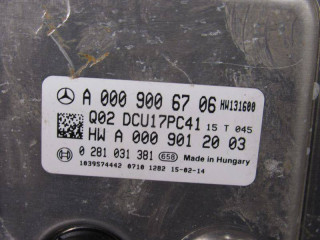 A 000 900 67 06 HW131600
Q02 DCU17PC41 15 T 045
HW A 000 901 20 03
0 281 031 381 658 Made in Hungary
1039S74442 0710 1282 15-02-14